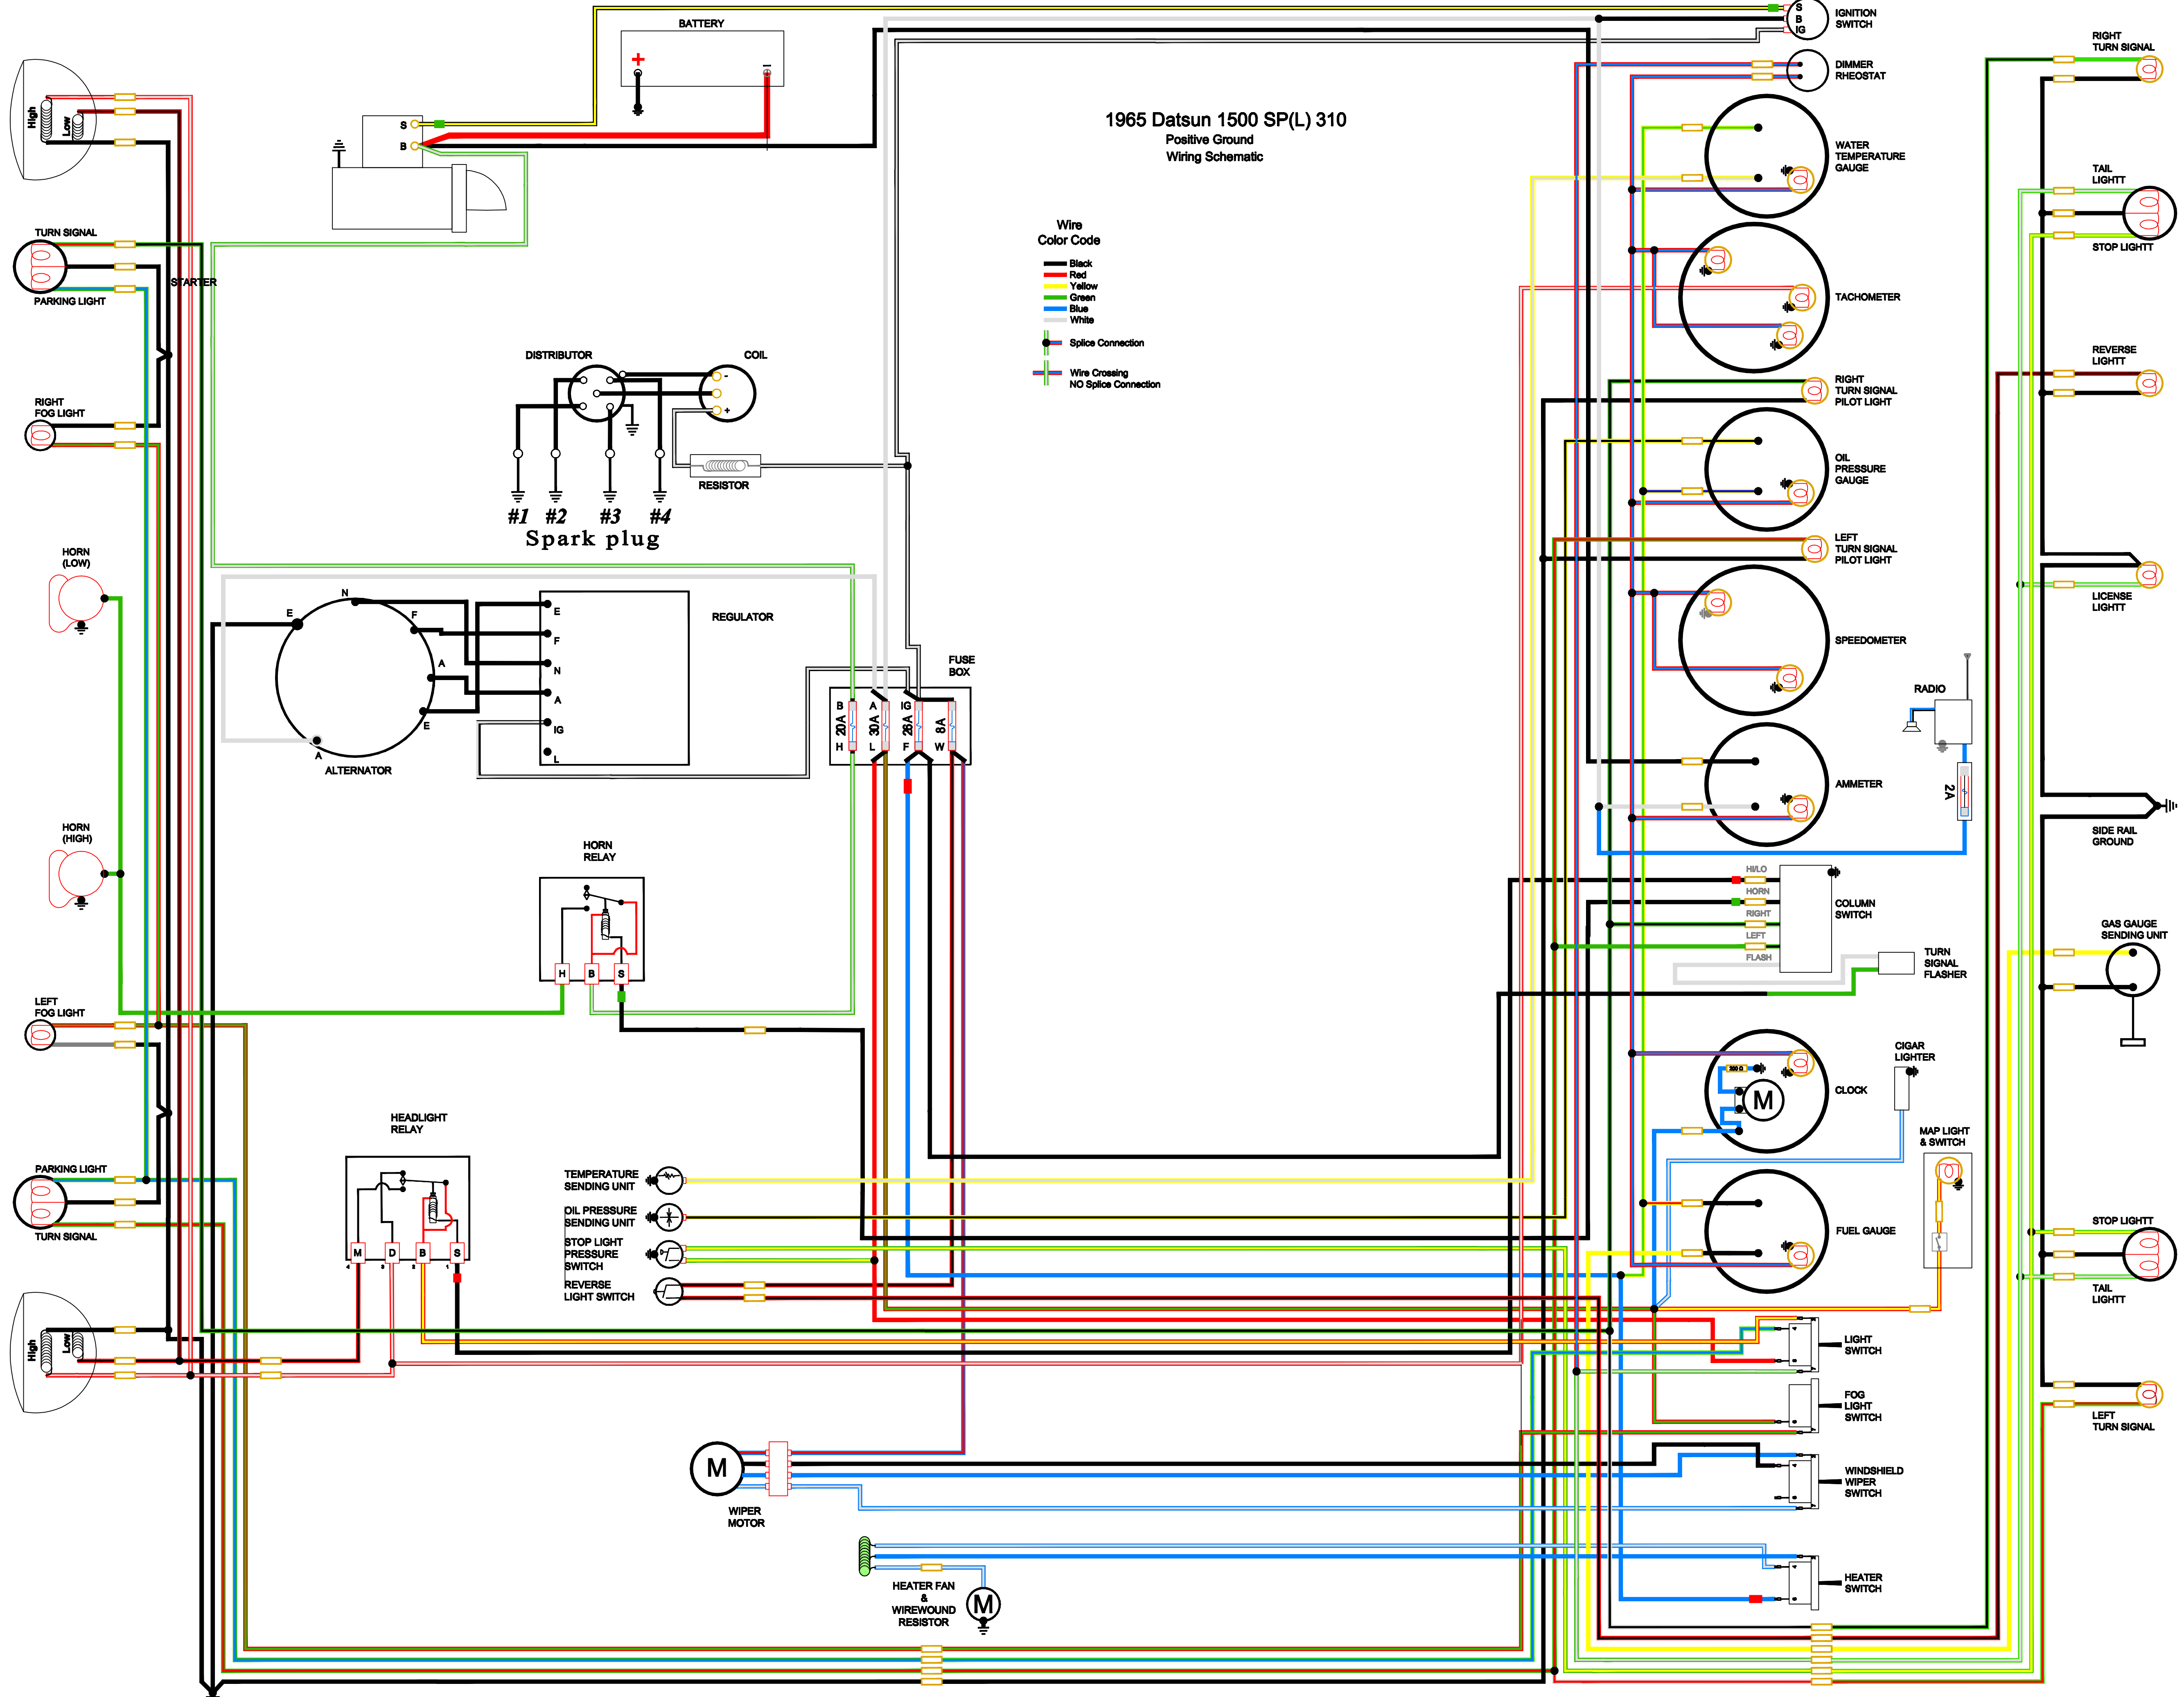 BATTERY
+
–
S
B
IG
IGNITION
SWITCH
DIMMER
RHEOSTAT
RIGHT
TURN SIGNAL
High
Low
S
B
STARTER
1965 Datsun 1500 SP(L) 310
Positive Ground
Wiring Schematic
WATER
TEMPERATURE
GAUGE
TAIL
LIGHTT
STOP LIGHTT
TURN SIGNAL
PARKING LIGHT
Wire
Color Code
Black
Red
Yellow
Green
Blue
White
Splice Connection
Wire Crossing
NO Splice Connection
TACHOMETER
DISTRIBUTOR
COIL
-
+
RESISTOR
#1 #2 #3 #4
Spark plug
RIGHT
FOG LIGHT
RIGHT
TURN SIGNAL
PILOT LIGHT
REVERSE
LIGHTT
OIL
PRESSURE
GAUGE
LEFT
TURN SIGNAL
PILOT LIGHT
HORN
(LOW)
LICENSE
LIGHTT
E
N
F
A
E
A
ALTERNATOR
E
F
N
A
IG
L
REGULATOR
SPEEDOMETER
FUSE
BOX
B A IG
20A 30A 26A 8A
H L F W
RADIO
2A
AMMETER
SIDE RAIL
GROUND
HORN
(HIGH)
HORN
RELAY
H B S
HI/LO
HORN
RIGHT
LEFT
FLASH
COLUMN
SWITCH
TURN
SIGNAL
FLASHER
GAS GAUGE
SENDING UNIT
LEFT
FOG LIGHT
200 Ω
M
CLOCK
CIGAR
LIGHTER
MAP LIGHT
& SWITCH
HEADLIGHT
RELAY
M D B S
4 3 2 1
PARKING LIGHT
TURN SIGNAL
TEMPERATURE
SENDING UNIT
OIL PRESSURE
SENDING UNIT
STOP LIGHT
PRESSURE
SWITCH
REVERSE
LIGHT SWITCH
FUEL GAUGE
STOP LIGHTT
TAIL
LIGHTT
High
Low
LIGHT
SWITCH
FOG
LIGHT
SWITCH
LEFT
TURN SIGNAL
M
WIPER
MOTOR
WINDSHIELD
WIPER
SWITCH
HEATER FAN
&
WIREWOUND
RESISTOR
M
HEATER
SWITCH